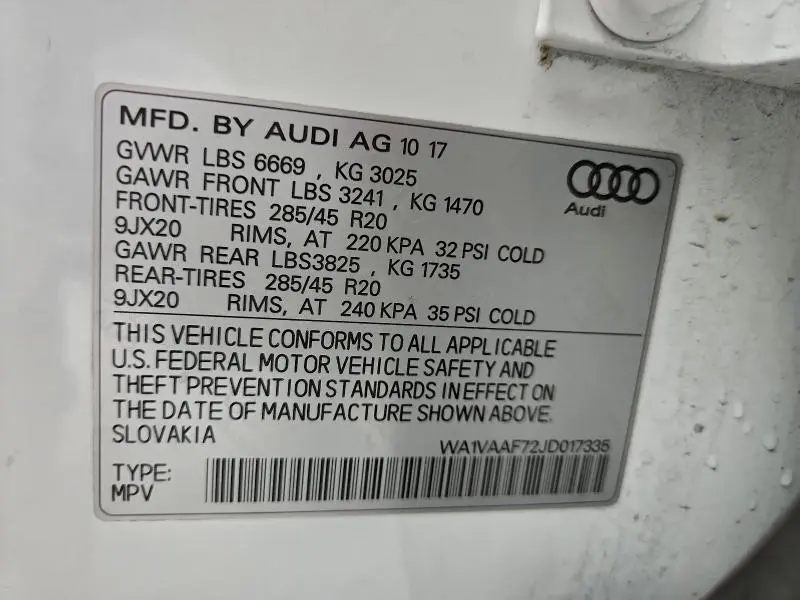 MFD. BY AUDI AG 10 17
GVWR LBS 6669 , KG 3025
GAWR FRONT LBS 3241 , KG 1470
FRONT-TIRES 285/45 R20
9JX20 RIMS, AT 220 KPA 32 PSI COLD
GAWR REAR LBS3825 , KG 1735
REAR-TIRES 285/45 R20
9JX20 RIMS, AT 240 KPA 35 PSI COLD
Audi
THIS VEHICLE CONFORMS TO ALL APPLICABLE
U.S. FEDERAL MOTOR VEHICLE SAFETY AND
THEFT PREVENTION STANDARDS IN EFFECT ON
THE DATE OF MANUFACTURE SHOWN ABOVE.
SLOVAKIA
WA1VAAF72JD017335
TYPE:
MPV